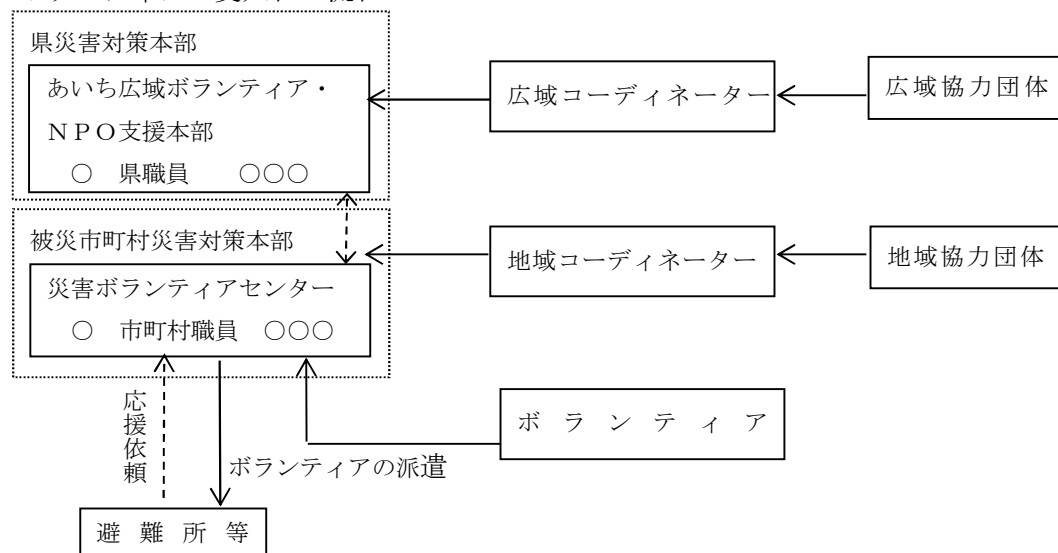 県災害対策本部
あいち広域ボランティア・
ＮＰＯ支援本部
○ 県職員 ○○○
広域コーディネーター
広域協力団体
被災市町村災害対策本部
災害ボランティアセンター
○ 市町村職員 ○○○
地域コーディネーター
地域協力団体
応援依頼
ボランティアの派遣
ボランティア
避難所等